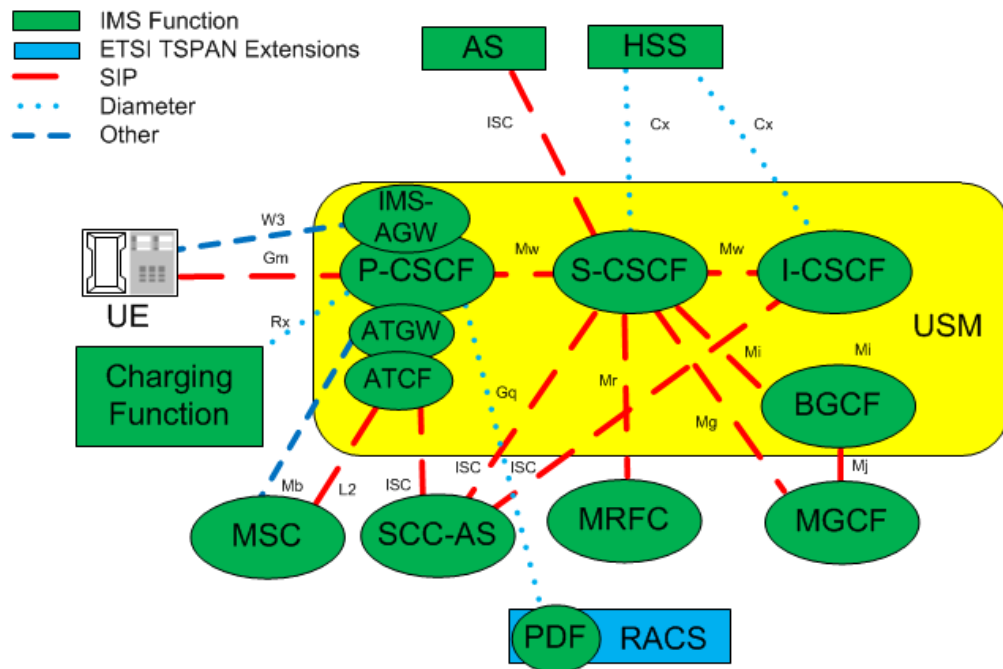 IMS Function
ETSI TSPAN Extensions
SIP
Diameter
Other
AS
HSS
ISC
Cx
Cx
W3
IMS-
AGW
Gm
P-CSCF
Mw
S-CSCF
Mw
I-CSCF
UE
Rx
ATGW
USM
Charging
Function
ATCF
Gq
Mr
Mi
Mi
BGCF
Mg
Mb
L2
ISC
ISC
ISC
Mj
MSC
SCC-AS
MRFC
MGCF
PDF
RACS